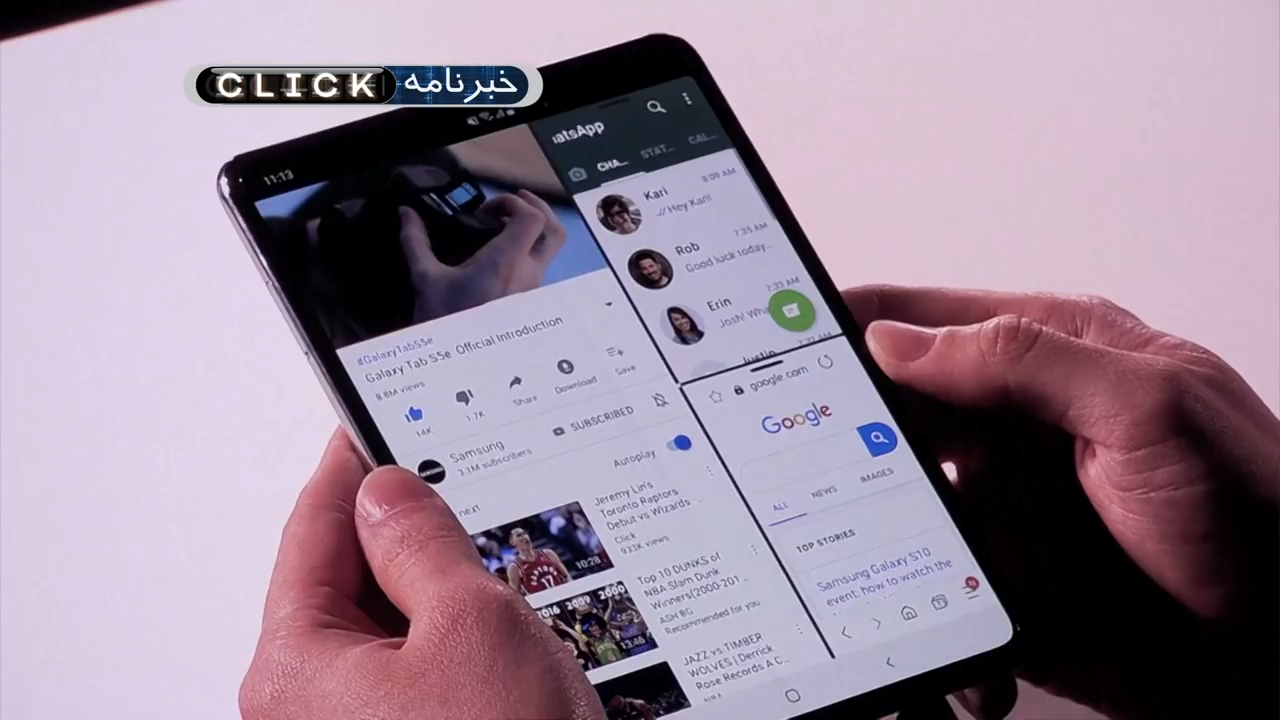 CLICK خبرنامه
11:13
#GalaxyTabS5e
Galaxy Tab S5e Official Introduction
8.8M views
14K
1.7K
Share
Download
Save
Samsung
3.1M subscribers
SUBSCRIBED
Autoplay
next
Jeremy Lin's
Toronto Raptors
Debut vs Wizards
Click
933K views
10:28
Top 10 DUNKS of
NBA Slam Dunk
Winners(2000-201...
ASH BG
Recommended for you
2016 2009 2000
13:46
JAZZ vs TIMBER
WOLVES | Derrick
Rose Records A C...
atsApp
CHA... STAT... CAL...
Kari
8:09 AM
Hey Kari!
Rob
7:35 AM
Good luck today...
Erin
7:33 AM
Josh! Wha
Justin
google.com
Google
ALL NEWS IMAGES
TOP STORIES
Samsung Galaxy S10
event: how to watch the